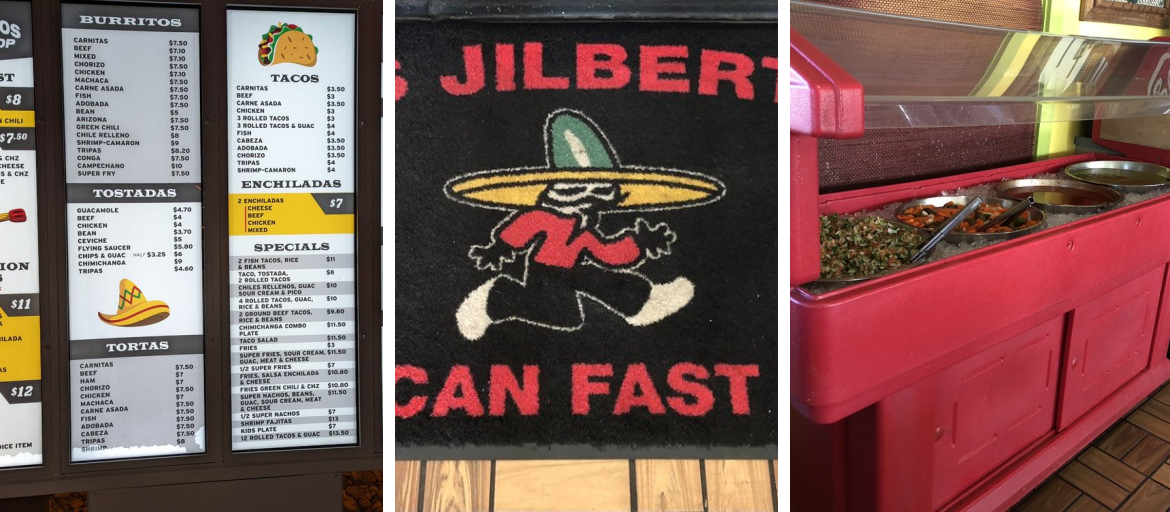 OS
OP
ST
$8
N CHILI
$7.50
& CHZ
CHEESE
S & CHZ
E
ION
S
$11
HILADA
AS
$12
OICE ITEM
BURRITOS
CARNITAS $7.50
BEEF $7.10
MIXED $7.10
CHORIZO $7.50
CHICKEN $7.10
MACHACA $7.50
CARNE ASADA $7.50
FISH $7.50
ADOBADA $7.50
BEAN $5
ARIZONA $7.50
GREEN CHILI $7.50
CHILE RELLENO $8
SHRIMP-CAMARON $9
TRIPAS $8.20
CONGA $7.50
CAMPECHANO $10
SUPER FRY $7.50
TOSTADAS
GUACAMOLE $4.70
BEEF $4
CHICKEN $4
BEAN $3.70
CEVICHE $5
FLYING SAUCER $5.80
CHIPS & GUAC HALF $3.25 $6
CHIMICHANGA $9
TRIPAS $4.60
TORTAS
CARNITAS $7.50
BEEF $7
HAM $7
CHORIZO $7.50
CHICKEN $7
MACHACA $7.50
CARNE ASADA $7.50
FISH $7.50
ADOBADA $7.50
CABEZA $7.50
TRIPAS $8
SHRIMP
TACOS
CARNITAS $3.50
BEEF $3
CARNE ASADA $3.50
CHICKEN $3
3 ROLLED TACOS $3
3 ROLLED TACOS & GUAC $4
FISH $4
CABEZA $3.50
ADOBADA $3.50
CHORIZO $3.50
TRIPAS $4
SHRIMP-CAMARON $4
ENCHILADAS
2 ENCHILADAS $7
CHEESE
BEEF
CHICKEN
MIXED
SPECIALS
2 FISH TACOS, RICE $11
& BEANS
TACO, TOSTADA, $8
2 ROLLED TACOS
CHILES RELLENOS, GUAC $10
SOUR CREAM & PICO
4 ROLLED TACOS, GUAC, $10
RICE & BEANS
2 GROUND BEEF TACOS, $9.80
RICE & BEANS
CHIMICHANGA COMBO $11.50
PLATE
TACO SALAD $11.50
FRIES $3
SUPER FRIES, SOUR CREAM, $11.50
GUAC, MEAT & CHEESE
1/2 SUPER FRIES $7
FRIES, SALSA ENCHILADA $10.80
& CHEESE
FRIES GREEN CHILI & CHZ $10.80
SUPER NACHOS, BEANS, $11.50
GUAC, SOUR CREAM, MEAT
& CHEESE
1/2 SUPER NACHOS $7
SHRIMP FAJITAS $13
KIDS PLATE $7
12 ROLLED TACOS & GUAC $13.50
S JILBERT
CAN FAST